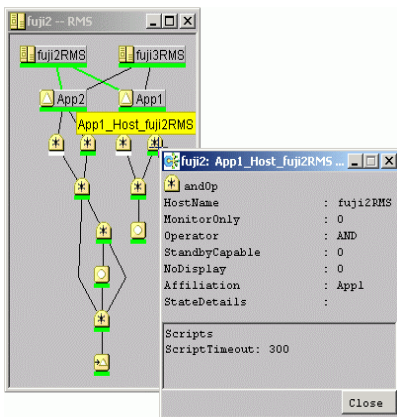 fuji2 -- RMS
fuji2RMS
fuji3RMS
App2
App1
App1_Host_fuji2RMS
fuji2: App1_Host_fuji2RMS ...
andOp
HostName : fuji2RMS
MonitorOnly : 0
Operator : AND
StandbyCapable : 0
NoDisplay : 0
Affiliation : App1
StateDetails :
Scripts
ScriptTimeout: 300
Close